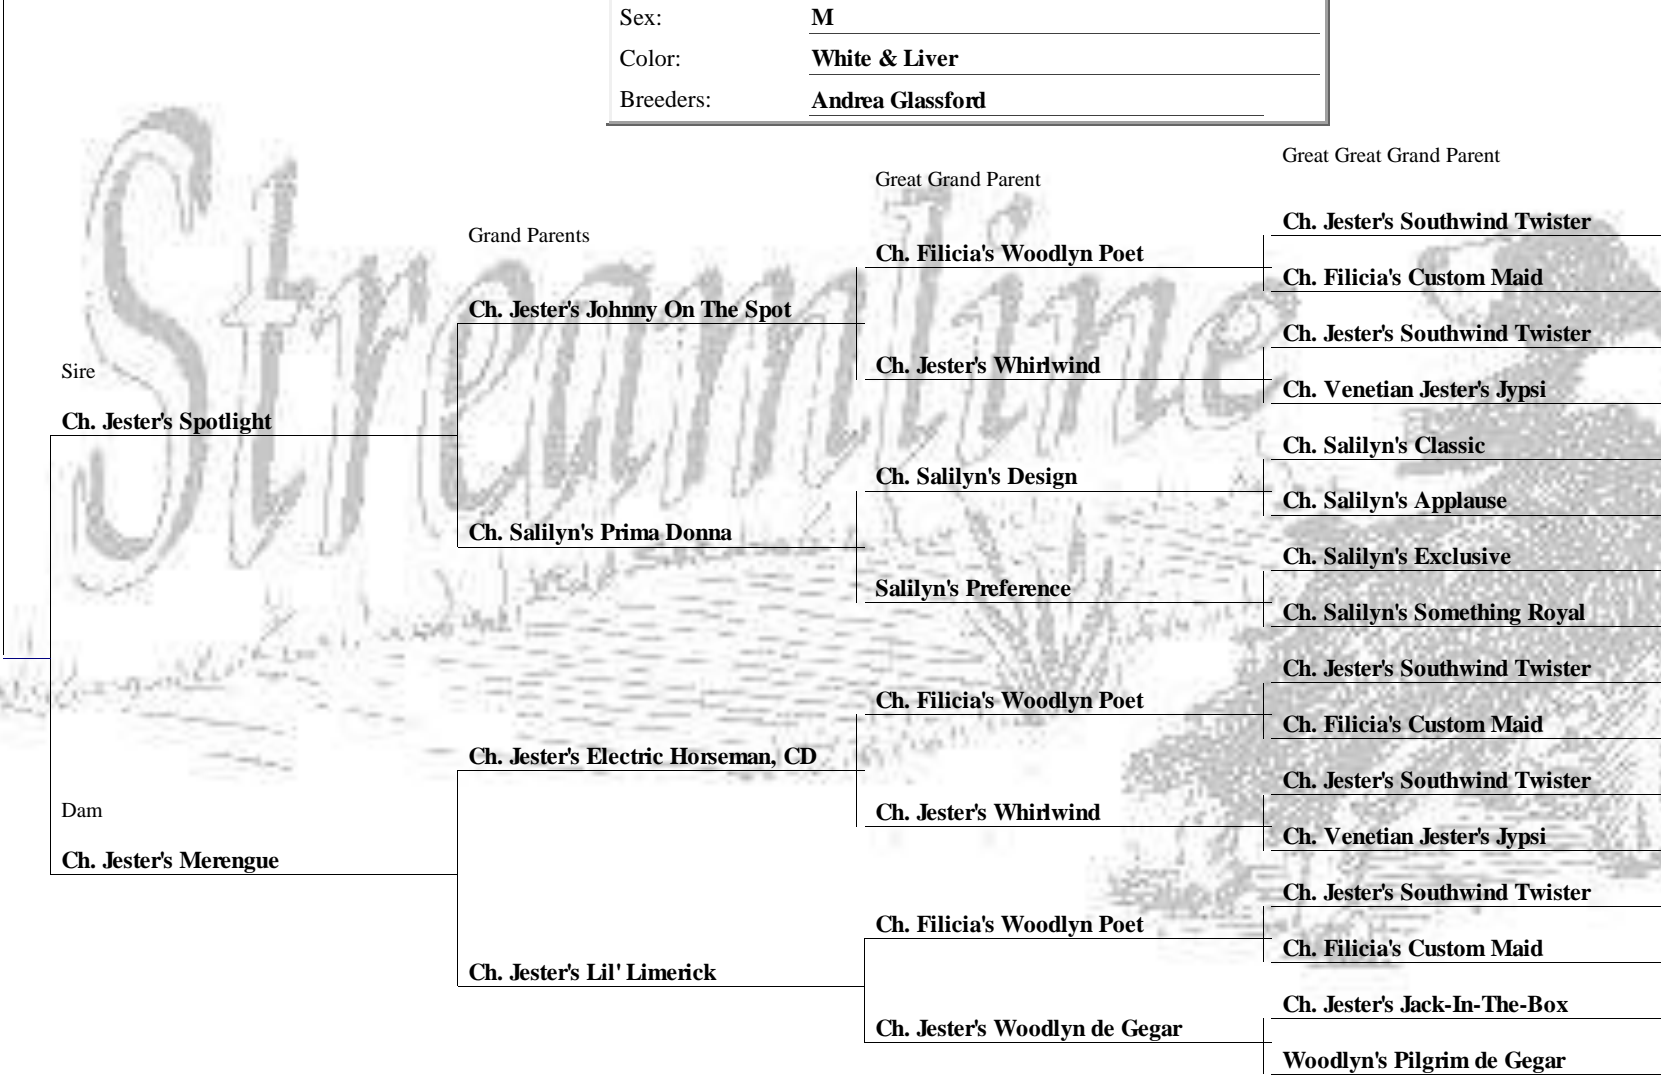 Sex: M
Color: White & Liver
Breeders: Andrea Glassford
Streamline
Great Great Grand Parent
Great Grand Parent
Grand Parents
Sire
Dam
Ch. Jester's Spotlight
Ch. Jester's Merengue
Ch. Jester's Johnny On The Spot
Ch. Salilyn's Prima Donna
Ch. Jester's Electric Horseman, CD
Ch. Jester's Lil' Limerick
Ch. Filicia's Woodlyn Poet
Ch. Jester's Whirlwind
Ch. Salilyn's Design
Salilyn's Preference
Ch. Filicia's Woodlyn Poet
Ch. Jester's Whirlwind
Ch. Filicia's Woodlyn Poet
Ch. Jester's Woodlyn de Gegar
Ch. Jester's Southwind Twister
Ch. Filicia's Custom Maid
Ch. Jester's Southwind Twister
Ch. Venetian Jester's Jypsi
Ch. Salilyn's Classic
Ch. Salilyn's Applause
Ch. Salilyn's Exclusive
Ch. Salilyn's Something Royal
Ch. Jester's Southwind Twister
Ch. Filicia's Custom Maid
Ch. Jester's Southwind Twister
Ch. Venetian Jester's Jypsi
Ch. Jester's Southwind Twister
Ch. Filicia's Custom Maid
Ch. Jester's Jack-In-The-Box
Woodlyn's Pilgrim de Gegar